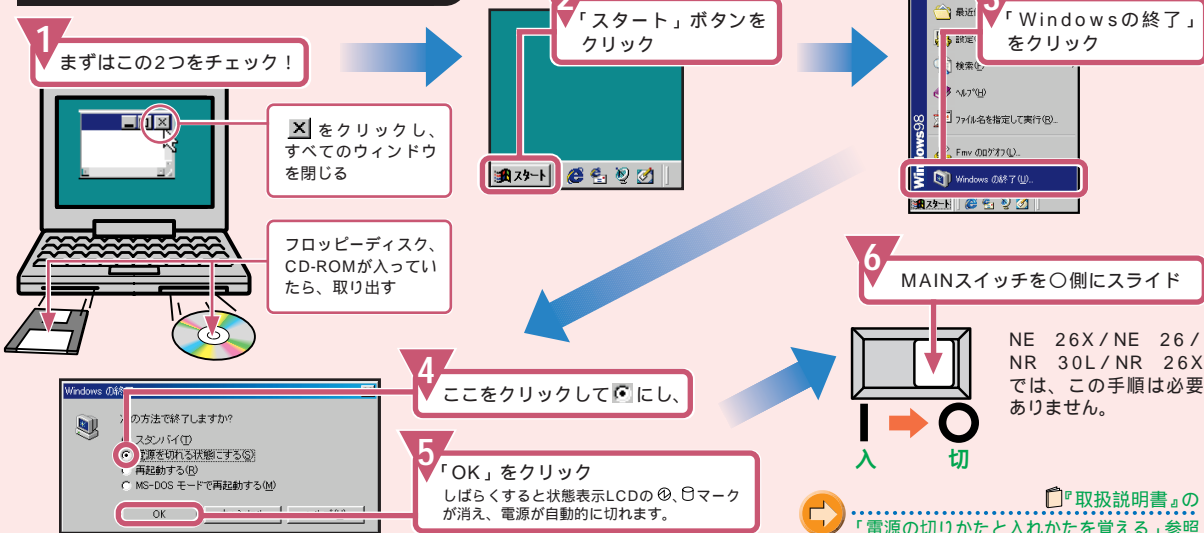 1
まずはこの2つをチェック!
× をクリックし、
すべてのウィンドウ
を閉じる
フロッピーディスク、
CD-ROMが入ってい
たら、取り出す
2
「スタート」ボタンを
クリック
スタート
3
「Windowsの終了」
をクリック
最近
設定
検索
ヘルプ(H)
ファイル名を指定して実行(R)...
Fmv のログオフ(L)...
Windows の終了(U)...
Windows98
スタート
4
ここをクリックして にし、
Windows の終
の方法で終了しますか?
スタンバイ(T)
電源を切れる状態にする(S)
再起動する(R)
MS-DOS モードで再起動する(M)
OK
5
「OK」をクリック
しばらくすると状態表示LCDの 、 マーク
が消え、電源が自動的に切れます。
6
MAINスイッチを○側にスライド
入
切
NE 26X/NE 26/
NR 30L/NR 26X
では、この手順は必要
ありません。
『取扱説明書』の
「電源の切りかたと入れかたを覚える」参照